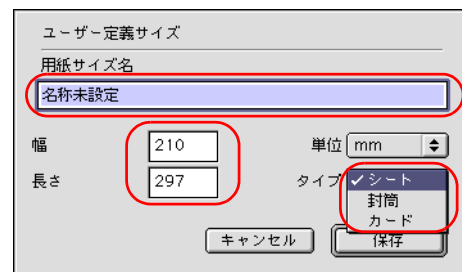 ユーザー定義サイズ
用紙サイズ名
名称未設定
幅 210 単位 mm
長さ 297 タイプ ✓シート
封筒
カード
キャンセル 保存